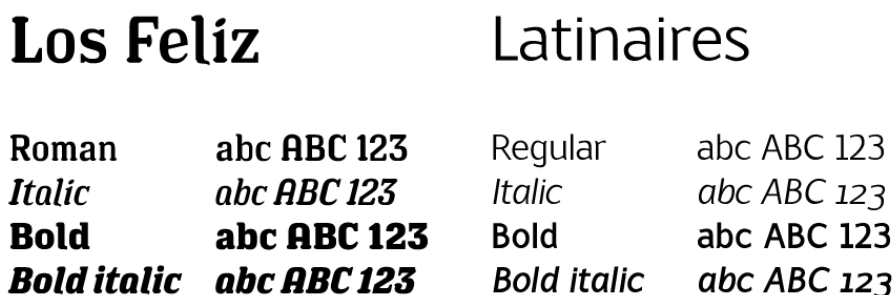 Los Feliz Latinaires
Roman abc ABC 123 Regular abc ABC 123
Italic abc ABC 123 Italic abc ABC 123
Bold abc ABC 123 Bold abc ABC 123
Bold italic abc ABC 123 Bold italic abc ABC 123